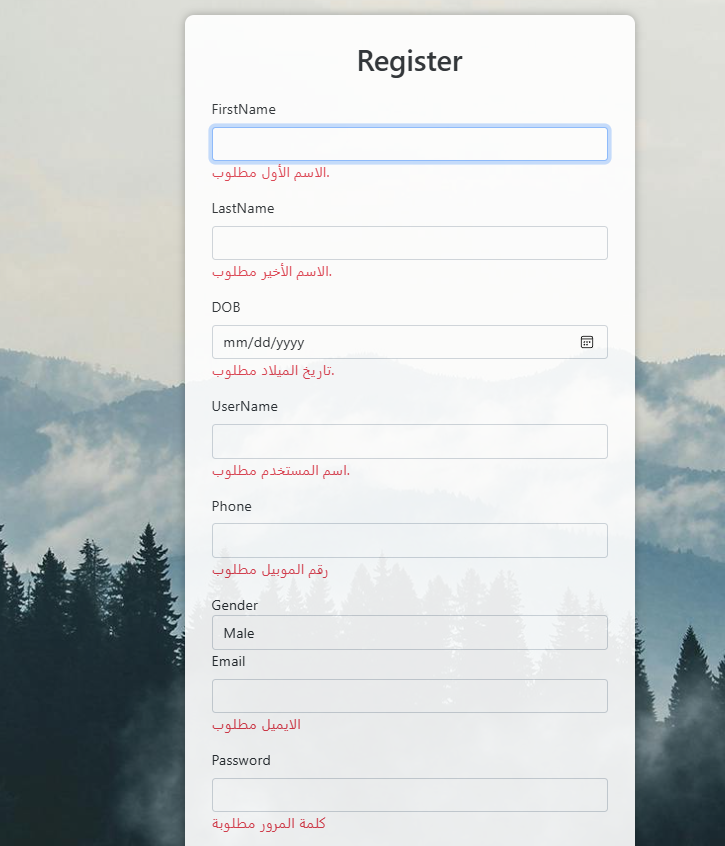 Register
FirstName
الاسم الأول مطلوب.
LastName
الاسم الأخير مطلوب.
DOB
mm/dd/yyyy
تاريخ الميلاد مطلوب.
UserName
اسم المستخدم مطلوب.
Phone
رقم الموبيل مطلوب
Gender
Male
Email
الايميل مطلوب
Password
كلمة المرور مطلوبة